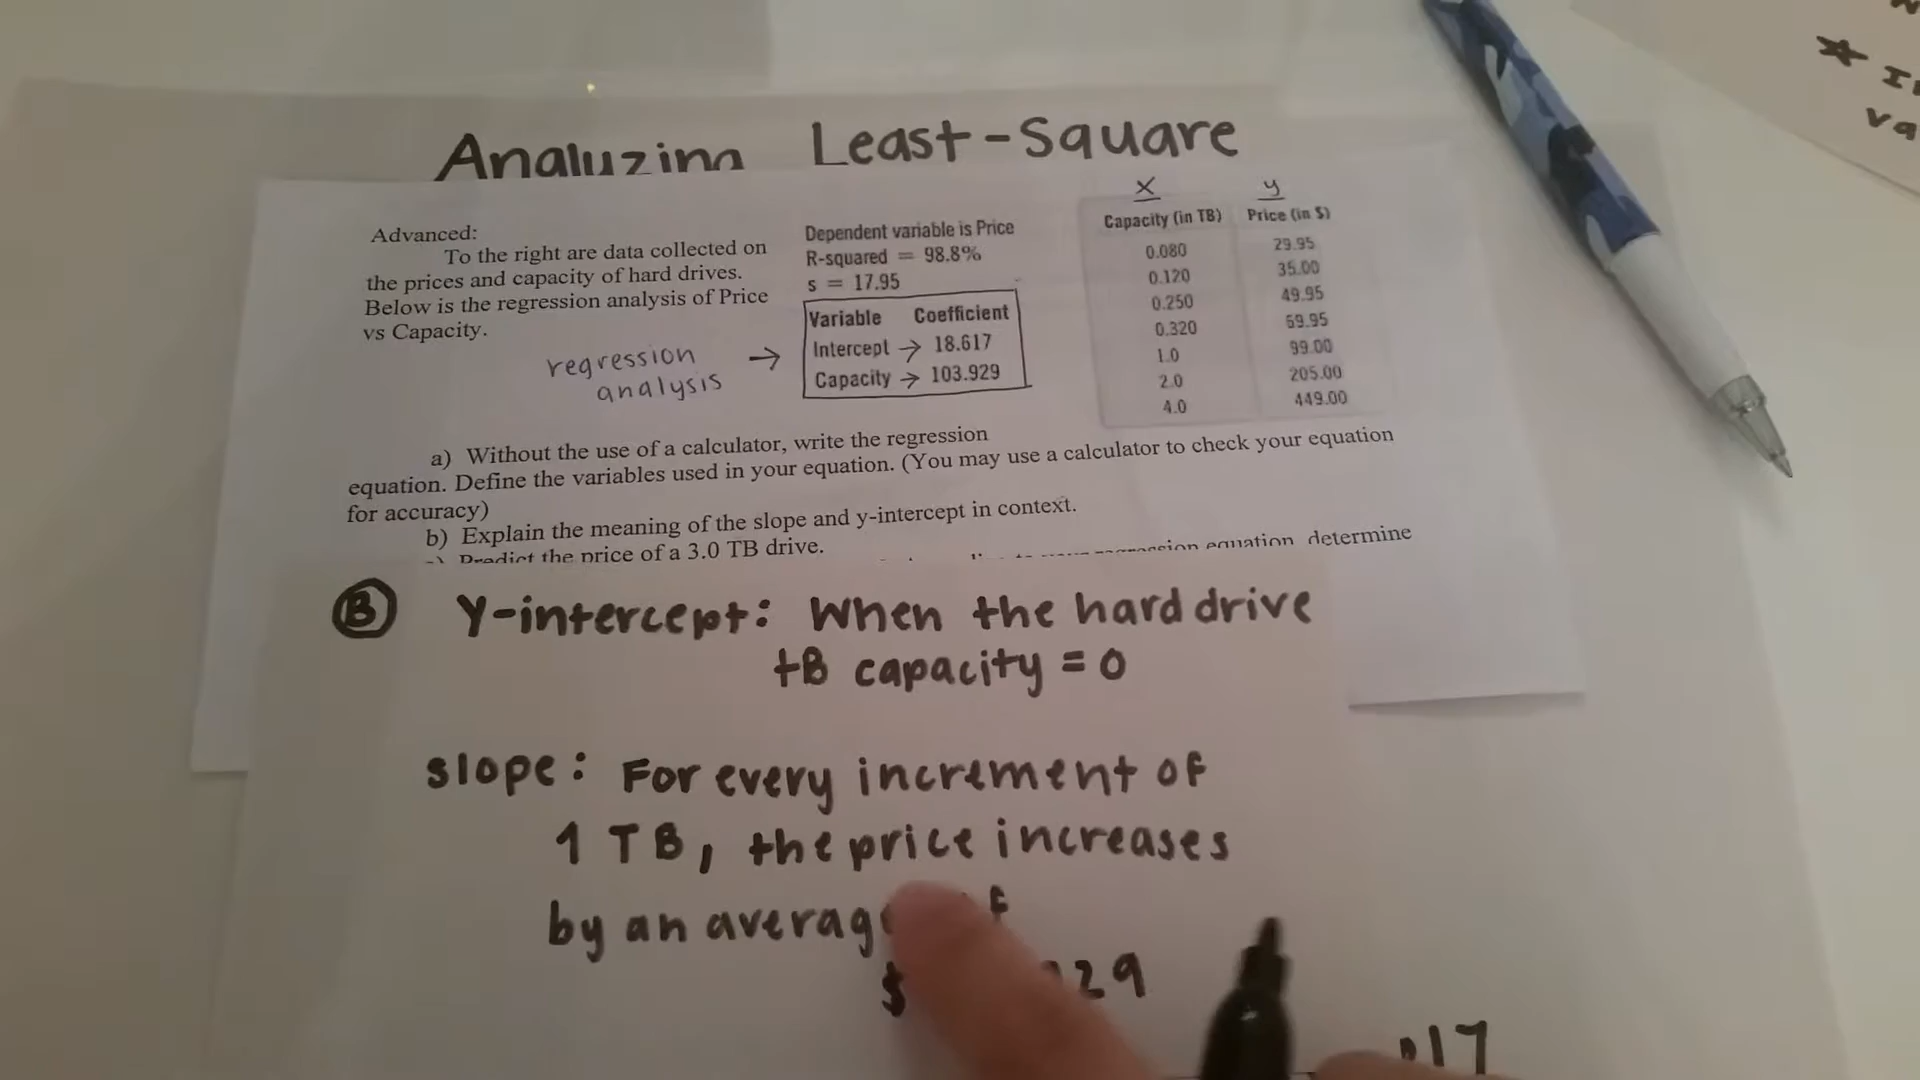 Analyzing Least-Square
Advanced:
To the right are data collected on
the prices and capacity of hard drives.
Below is the regression analysis of Price
vs Capacity.
regression
analysis →
Dependent variable is Price
R-squared = 98.8%
s = 17.95
Variable Coefficient
Intercept → 18.617
Capacity → 103.929
x y
Capacity (in TB) Price (in $)
0.080 29.95
0.120 35.00
0.250 49.95
0.320 69.95
1.0 99.00
2.0 205.00
4.0 449.00
a) Without the use of a calculator, write the regression
equation. Define the variables used in your equation. (You may use a calculator to check your equation
for accuracy)
b) Explain the meaning of the slope and y-intercept in context.
Predict the price of a 3.0 TB drive.
regression equation, determine
B Y-intercept: When the hard drive
tB capacity = 0
slope: For every increment of
1 TB, the price increases
by an average
$ 29
.17
* I
va